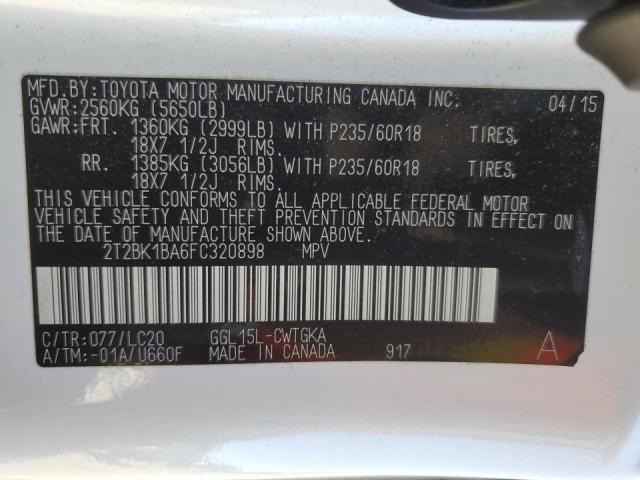 MFD.BY:TOYOTA MOTOR MANUFACTURING CANADA INC. 04/15
GVWR:2560KG (5650LB)
GAWR:FRT. 1360KG (2999LB) WITH P235/60R18 TIRES,
18X7 1/2J RIMS.
RR. 1385KG (3056LB) WITH P235/60R18 TIRES,
18X7 1/2J RIMS.
THIS VEHICLE CONFORMS TO ALL APPLICABLE FEDERAL MOTOR
VEHICLE SAFETY AND THEFT PREVENTION STANDARDS IN EFFECT ON
THE DATE OF MANUFACTURE SHOWN ABOVE.
2T2BK1BA6FC320898 MPV
C/TR:077/LC20 GGL15L-CWTGKA
A/TM:-01A/U660F MADE IN CANADA 917 A